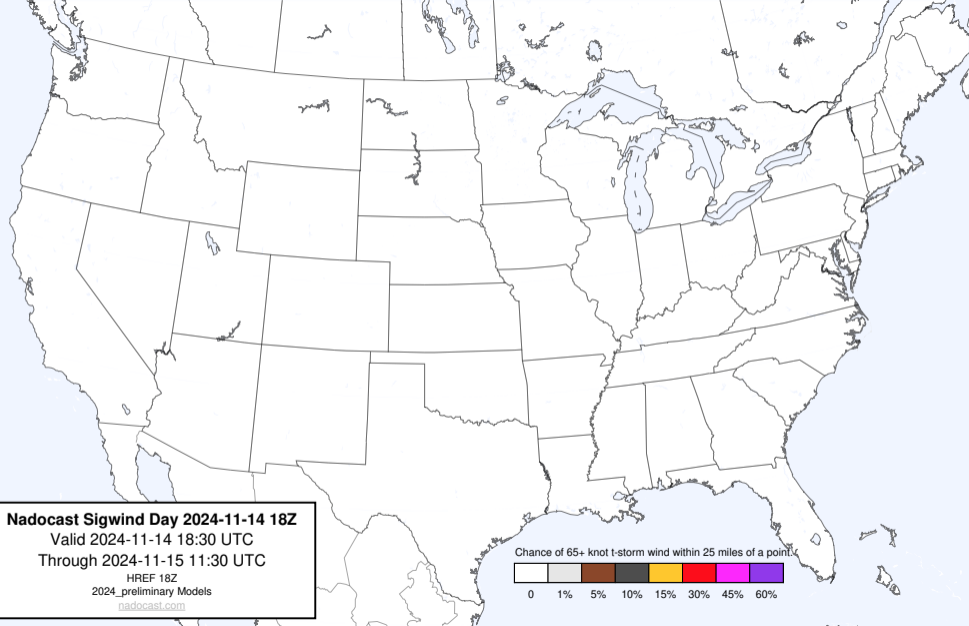 Nadocast Sigwind Day 2024-11-14 18Z
Valid 2024-11-14 18:30 UTC
Through 2024-11-15 11:30 UTC
HREF 18Z
2024_preliminary Models
nadocast.com
Chance of 65+ knot t-storm wind within 25 miles of a point.
0 1% 5% 10% 15% 30% 45% 60%